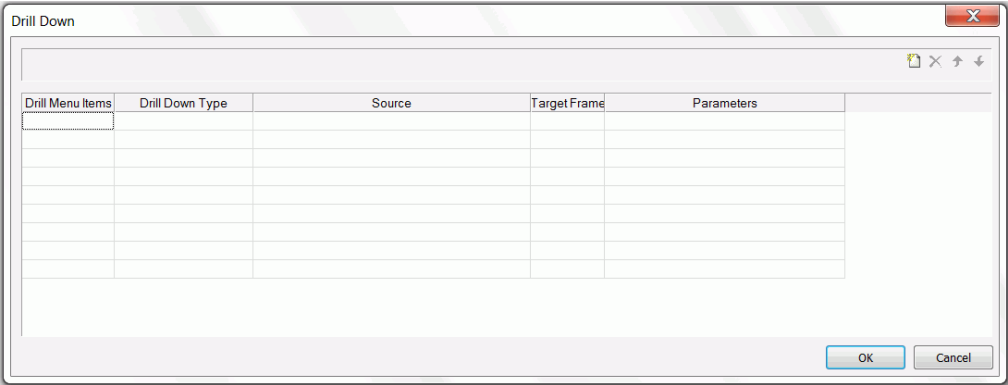 Drill Down
Drill Menu Items Drill Down Type Source Target Frame Parameters
OK Cancel